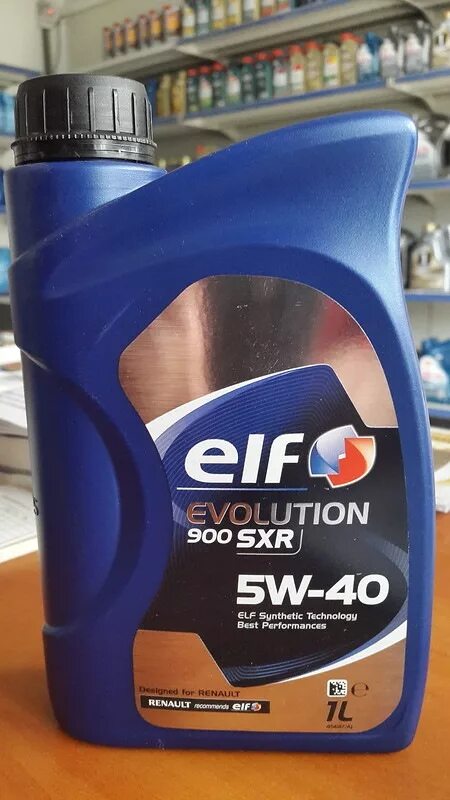 elf
EVOLUTION
900 SXR
5W-40
ELF Synthetic Technology
Best Performances
Designed for RENAULT
RENAULT recommends elf
1L